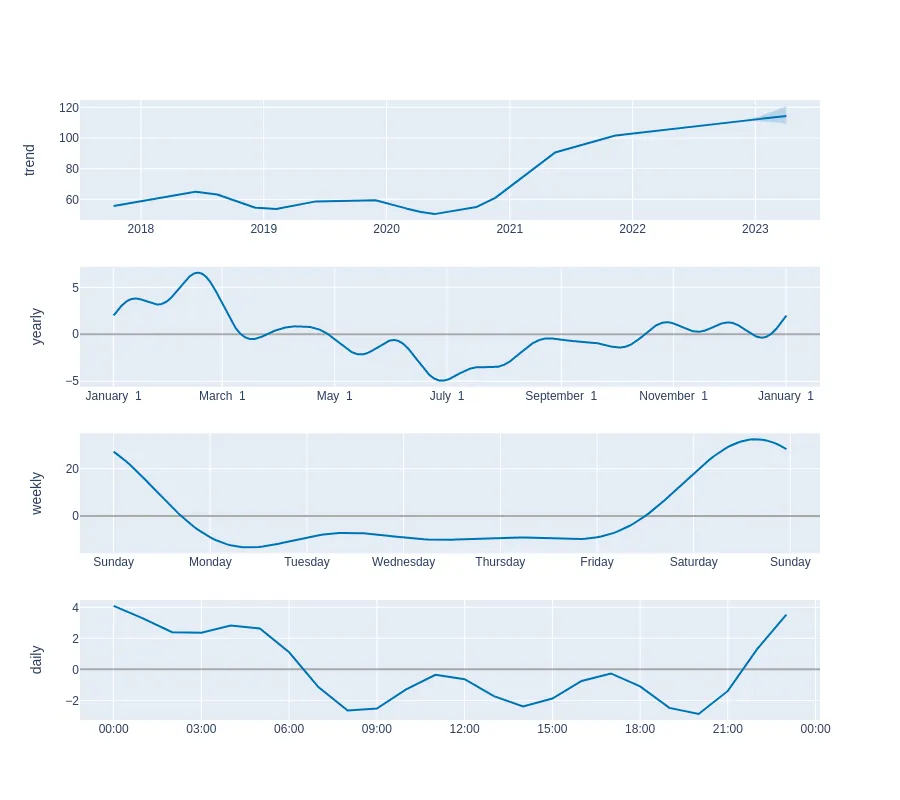 trend
120
100
80
60
2018 2019 2020 2021 2022 2023
yearly
5
0
−5
January 1 March 1 May 1 July 1 September 1 November 1 January 1
weekly
20
0
Sunday Monday Tuesday Wednesday Thursday Friday Saturday Sunday
daily
4
2
0
−2
00:00 03:00 06:00 09:00 12:00 15:00 18:00 21:00 00:00